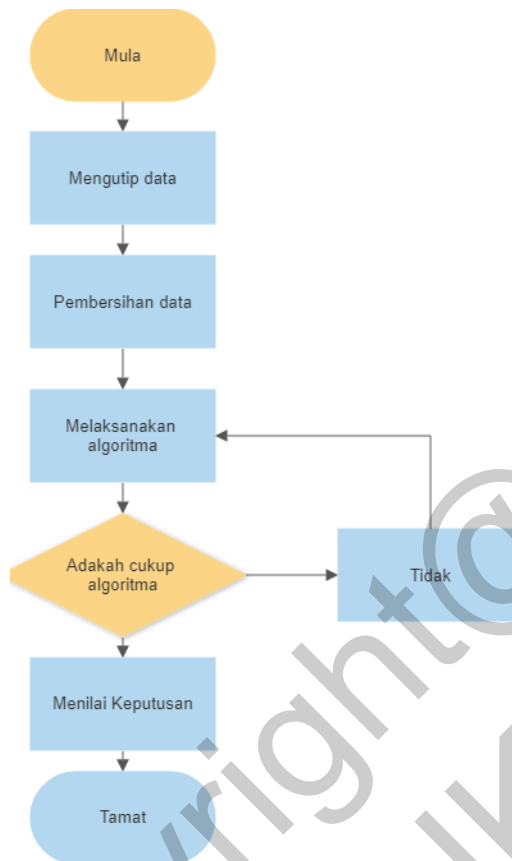 Mula
Mengutip data
Pembersihan data
Melaksanakan
algoritma
Adakah cukup
algoritma
Tidak
Menilai Keputusan
Tamat